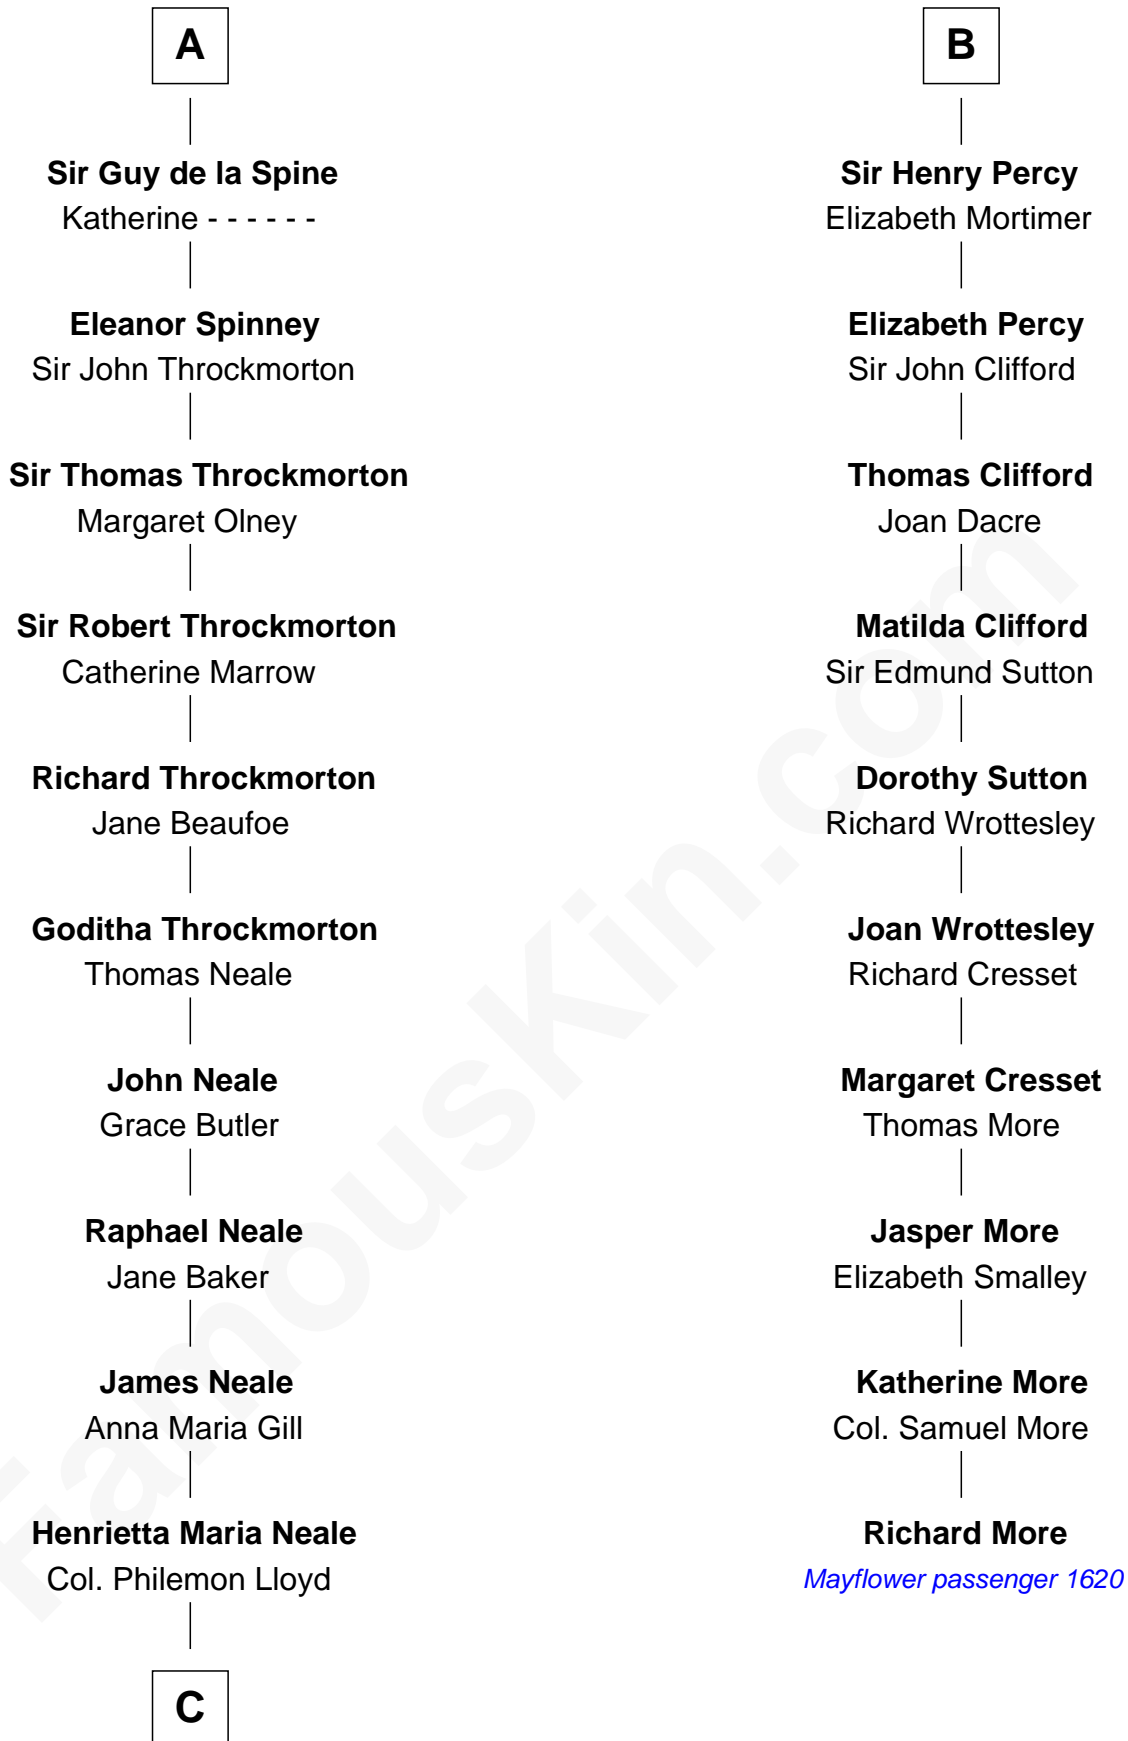 A
Sir Guy de la Spine
Katherine - - - - - -
Eleanor Spinney
Sir John Throckmorton
Sir Thomas Throckmorton
Margaret Olney
Sir Robert Throckmorton
Catherine Marrow
Richard Throckmorton
Jane Beaufoe
Goditha Throckmorton
Thomas Neale
John Neale
Grace Butler
Raphael Neale
Jane Baker
James Neale
Anna Maria Gill
Henrietta Maria Neale
Col. Philemon Lloyd
C
B
Sir Henry Percy
Elizabeth Mortimer
Elizabeth Percy
Sir John Clifford
Thomas Clifford
Joan Dacre
Matilda Clifford
Sir Edmund Sutton
Dorothy Sutton
Richard Wrottesley
Joan Wrottesley
Richard Cresset
Margaret Cresset
Thomas More
Jasper More
Elizabeth Smalley
Katherine More
Col. Samuel More
Richard More
Mayflower passenger 1620
FamousKin.com